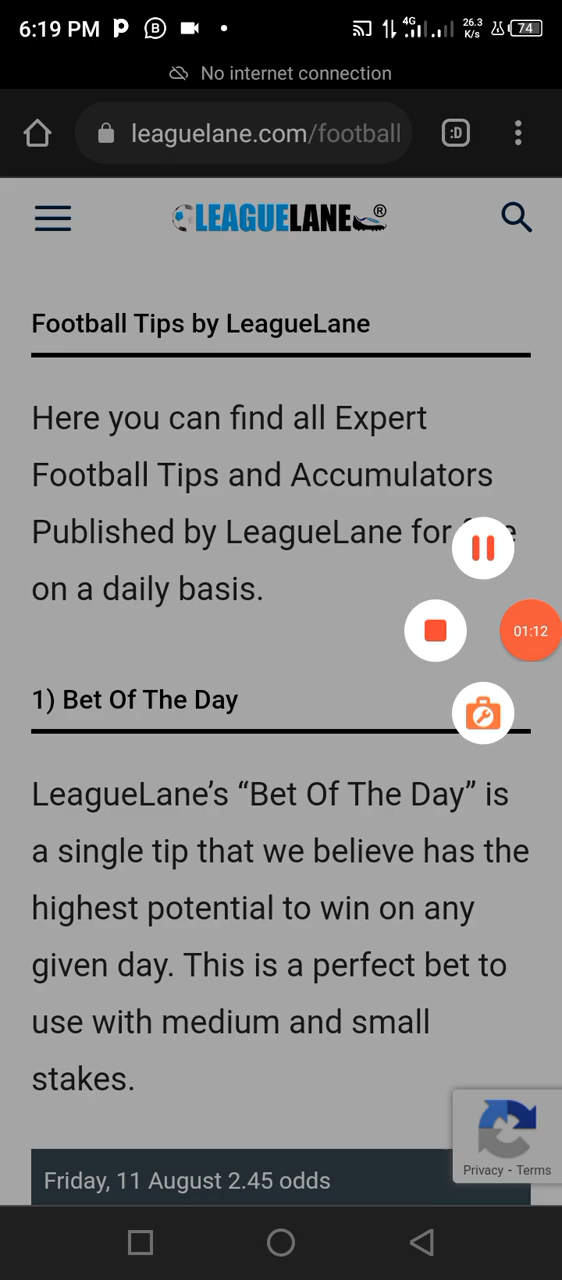 6:19 PM
4G
26.3
K/s
74
No internet connection
leaguelane.com/football
:D
LEAGUELANE®
Football Tips by LeagueLane
Here you can find all Expert
Football Tips and Accumulators
Published by LeagueLane for
on a daily basis.
01:12
1) Bet Of The Day
LeagueLane’s “Bet Of The Day” is
a single tip that we believe has the
highest potential to win on any
given day. This is a perfect bet to
use with medium and small
stakes.
Privacy - Terms
Friday, 11 August 2.45 odds